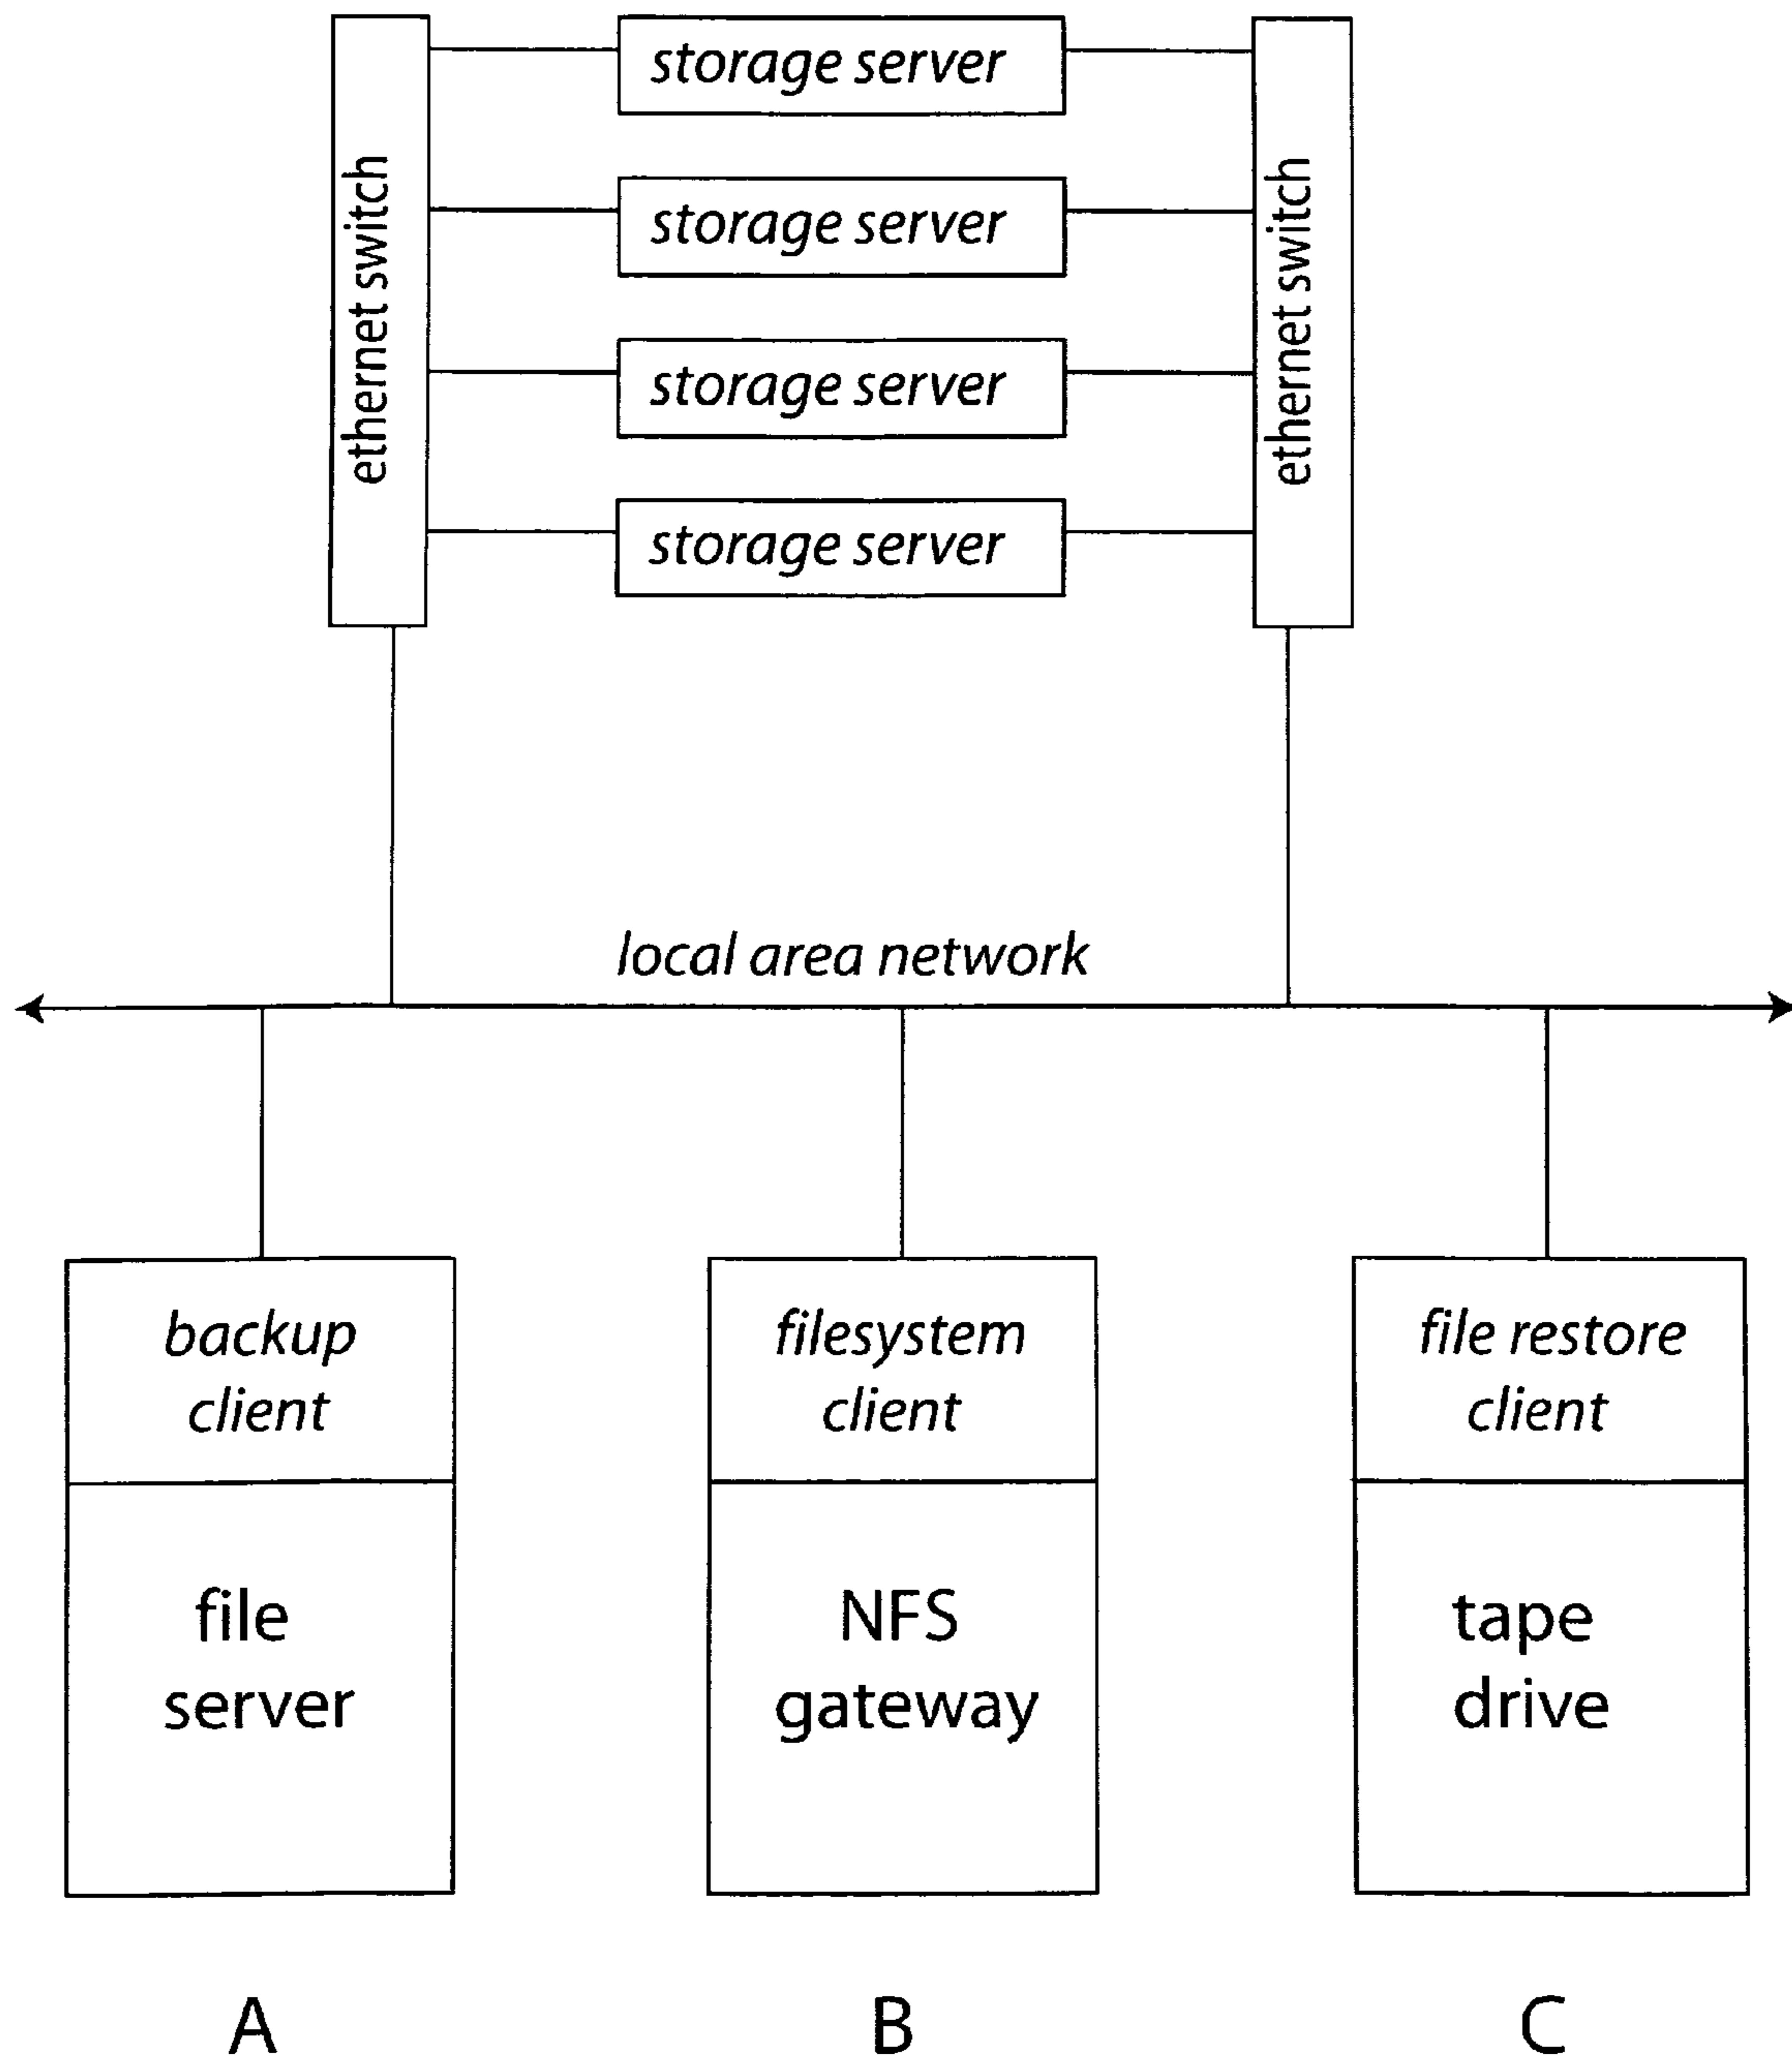 storage server
storage server
storage server
storage server
ethernet switch
ethernet switch
local area network
backup
client
file
server
filesystem
client
NFS
gateway
file restore
client
tape
drive
A
B
C